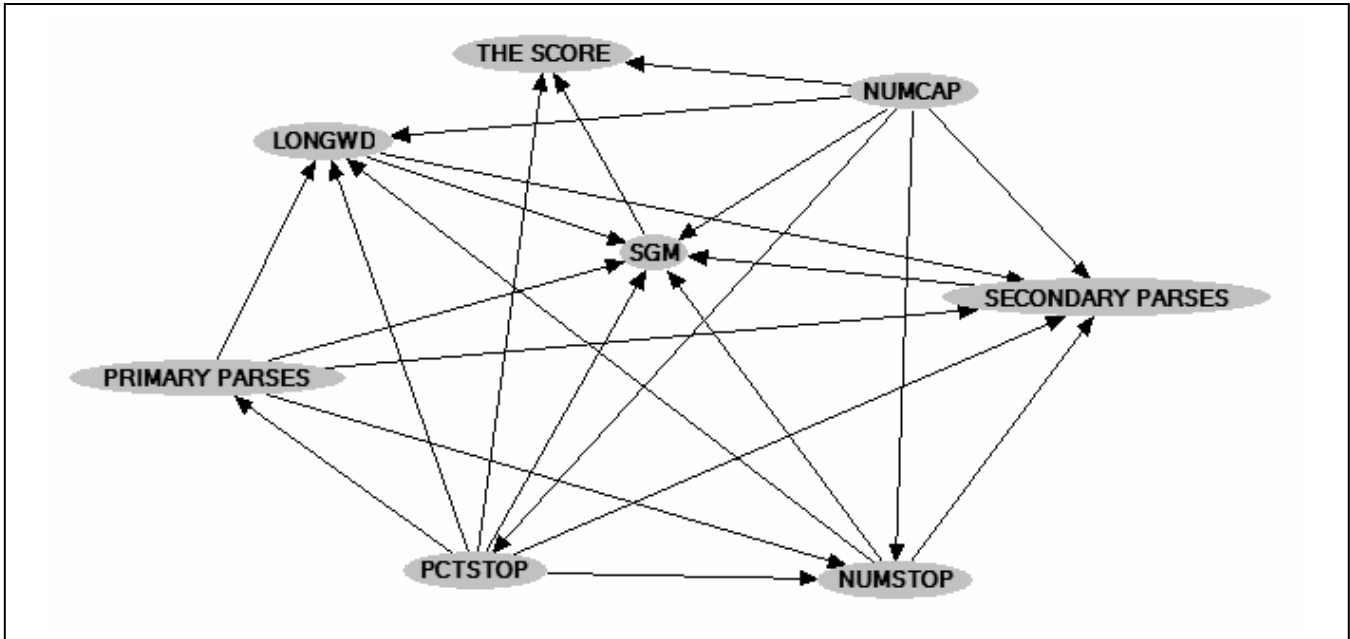 THE SCORE
NUMCAP
LONGWD
SGM
SECONDARY PARSES
PRIMARY PARSES
PCTSTOP
NUMSTOP